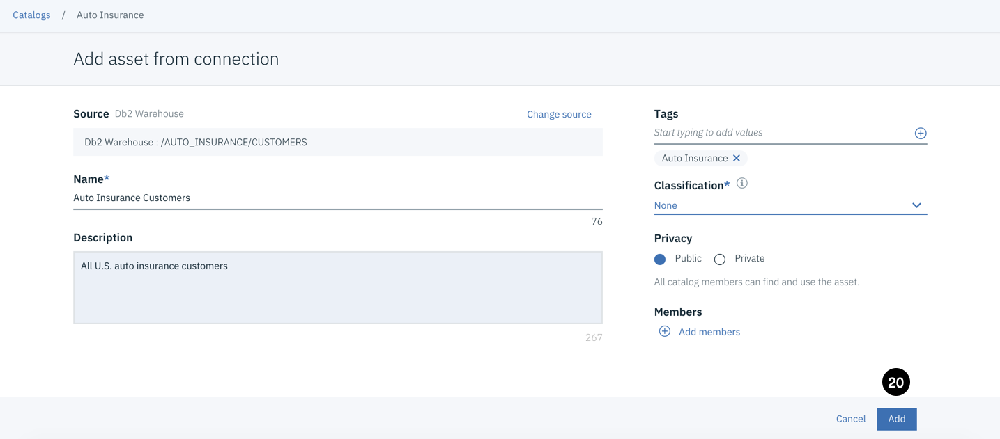 Catalogs / Auto Insurance
Add asset from connection
Source Db2 Warehouse
Change source
Db2 Warehouse : /AUTO_INSURANCE/CUSTOMERS
Name*
Auto Insurance Customers
76
Description
All U.S. auto insurance customers
267
Tags
Start typing to add values
Auto Insurance
Classification*
None
Privacy
Public Private
All catalog members can find and use the asset.
Members
Add members
20
Cancel Add